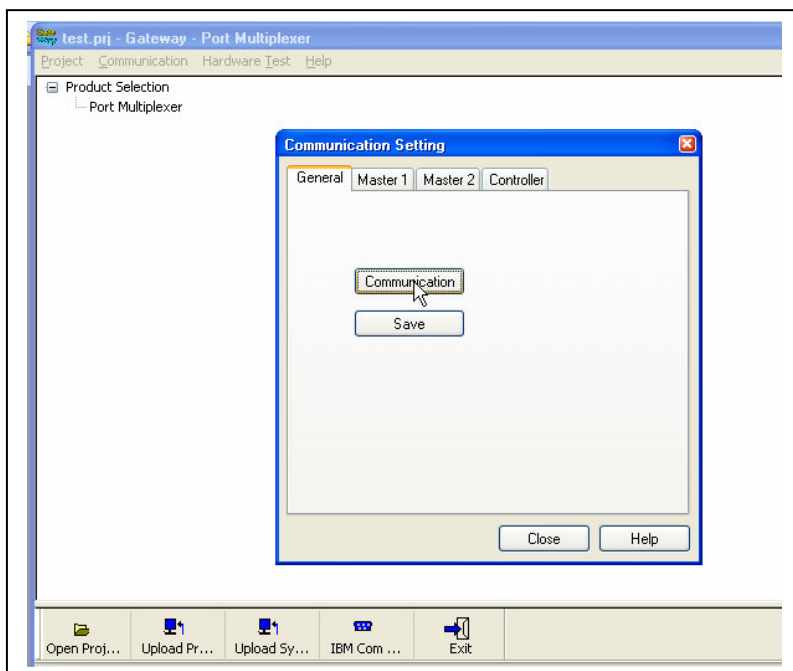 test.prj - Gateway - Port Multiplexer
Project Communication Hardware Test Help
Product Selection
Port Multiplexer
Communication Setting
General Master 1 Master 2 Controller
Communication
Save
Close Help
Open Proj... Upload Pr... Upload Sy... IBM Com ... Exit